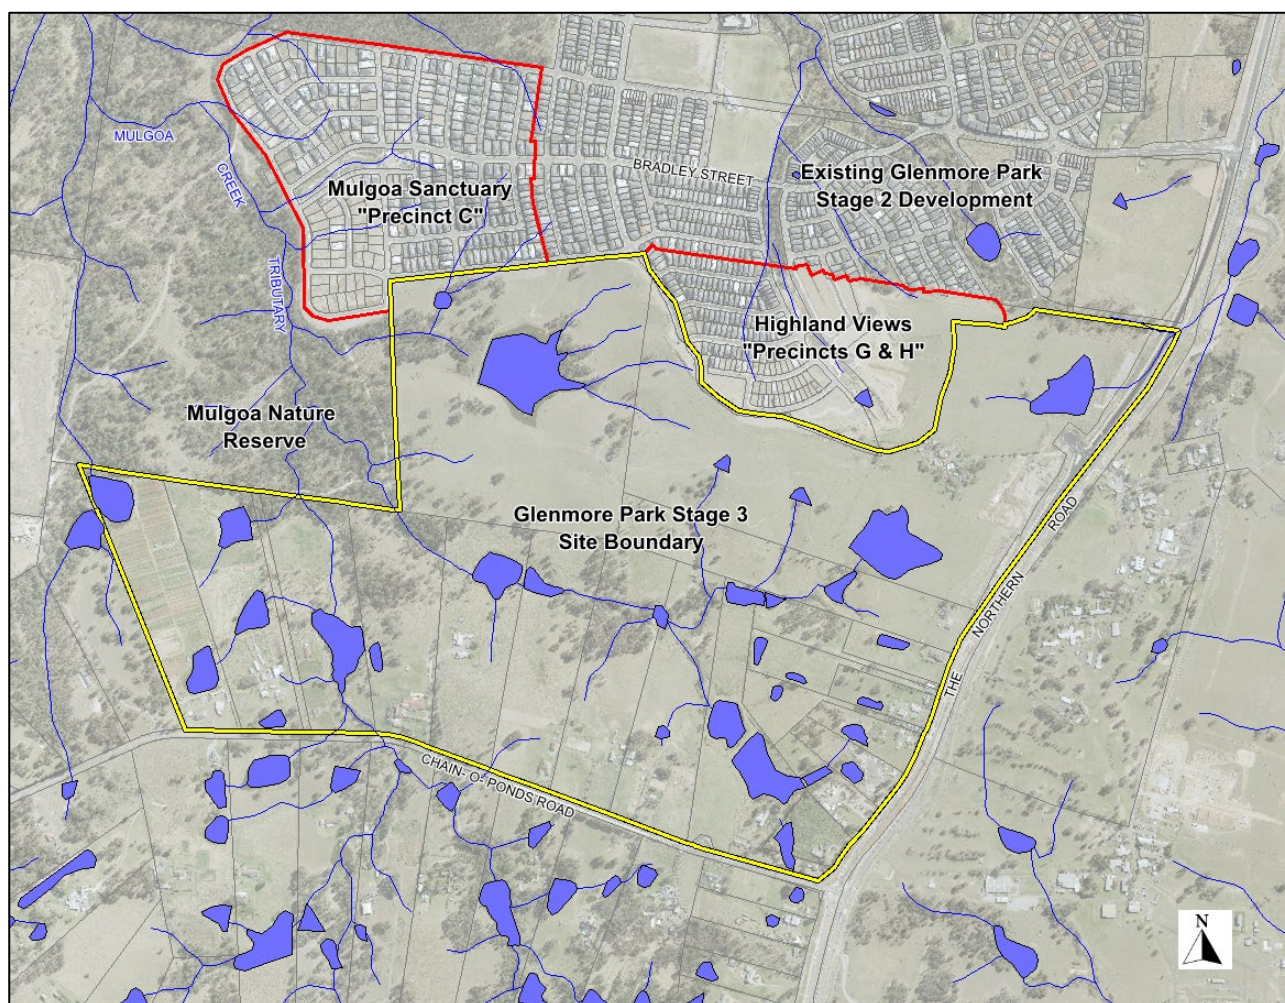 MULGOA
CREEK
TRIBUTARY
Mulgoa Sanctuary
"Precinct C"
BRADLEY STREET
Existing Glenmore Park
Stage 2 Development
Highland Views
"Precincts G & H"
Mulgoa Nature
Reserve
Glenmore Park Stage 3
Site Boundary
THE NORTHERN ROAD
CHAIN- O- PONDS ROAD
N